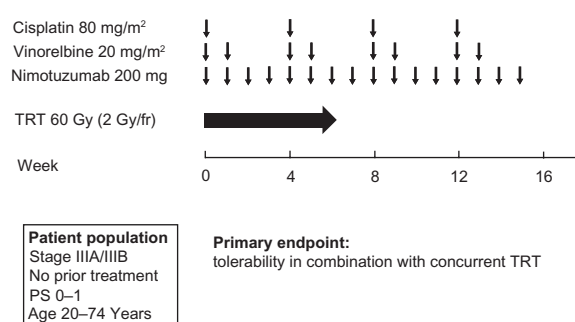 Cisplatin 80 mg/m²
Vinorelbine 20 mg/m²
Nimotuzumab 200 mg
TRT 60 Gy (2 Gy/fr)
Week
0 4 8 12 16
Patient population
Stage IIIA/IIIB
No prior treatment
PS 0–1
Age 20–74 Years
Primary endpoint:
tolerability in combination with concurrent TRT